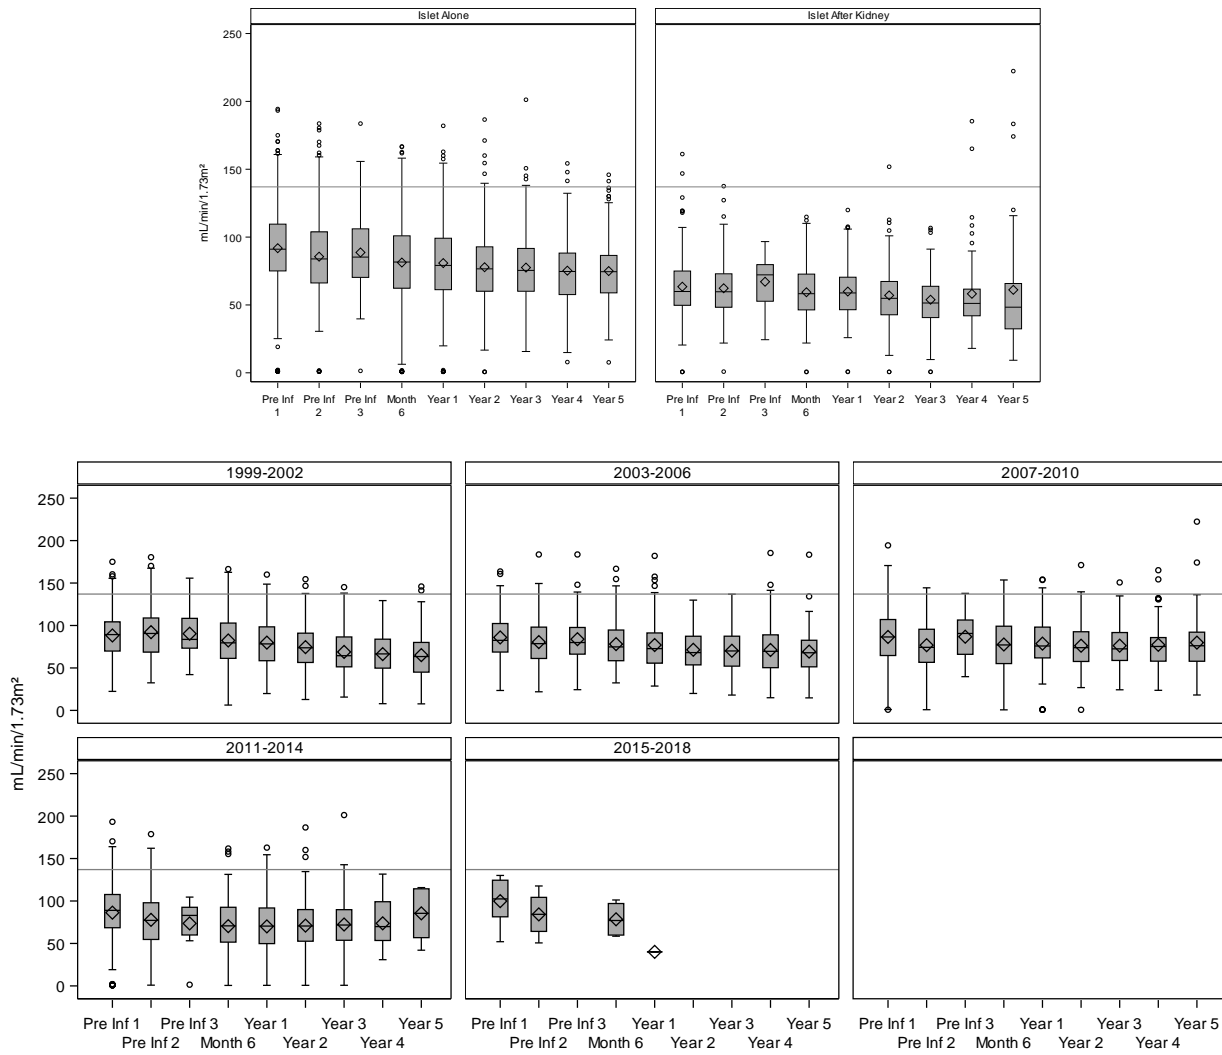 Islet Alone
Islet After Kidney
mL/min/1.73m²
250
200
150
100
50
0
Pre Inf 1
Pre Inf 2
Pre Inf 3
Month 6
Year 1
Year 2
Year 3
Year 4
Year 5
Pre Inf 1
Pre Inf 2
Pre Inf 3
Month 6
Year 1
Year 2
Year 3
Year 4
Year 5
mL/min/1.73m²
1999-2002
2003-2006
2007-2010
250
200
150
100
50
0
2011-2014
2015-2018
250
200
150
100
50
0
Pre Inf 1
Pre Inf 2
Pre Inf 3
Month 6
Year 1
Year 2
Year 3
Year 4
Year 5
Pre Inf 1
Pre Inf 2
Pre Inf 3
Month 6
Year 1
Year 2
Year 3
Year 4
Year 5
Pre Inf 1
Pre Inf 2
Pre Inf 3
Month 6
Year 1
Year 2
Year 3
Year 4
Year 5